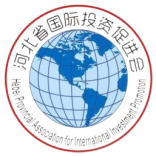 河北省国际投资促进会
Hebei Provincial Association for International Investment Promotion